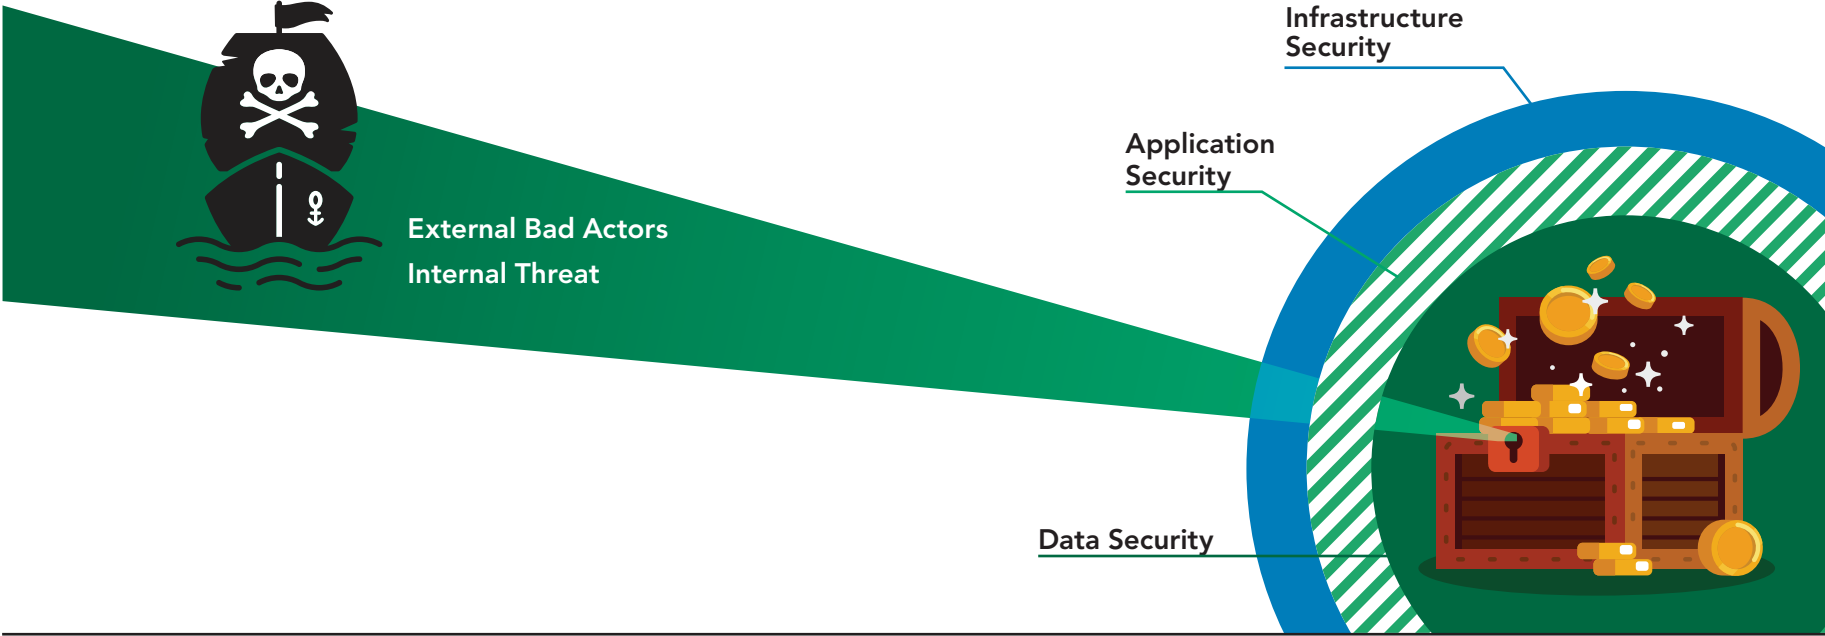 Infrastructure
Security
Application
Security
External Bad Actors
Internal Threat
Data Security